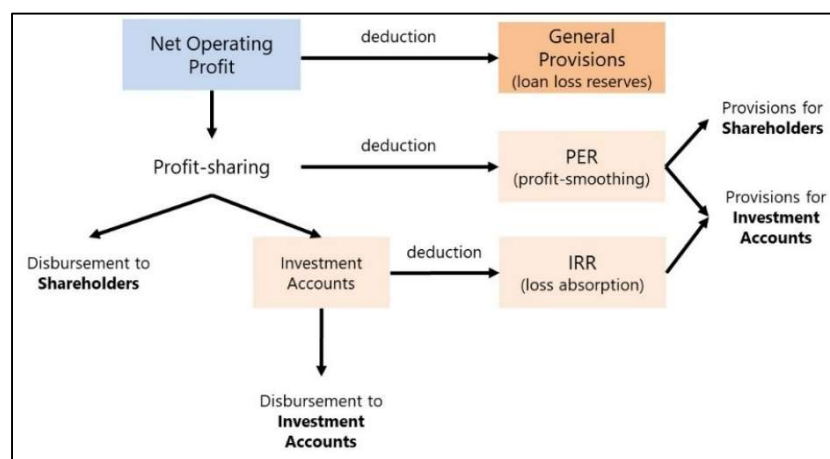 Net Operating
Profit
deduction
General
Provisions
(loan loss reserves)
Provisions for
Shareholders
Profit-sharing
deduction
PER
(profit-smoothing)
Provisions for
Investment
Accounts
Disbursement to
Shareholders
Investment
Accounts
deduction
IRR
(loss absorption)
Disbursement to
Investment
Accounts